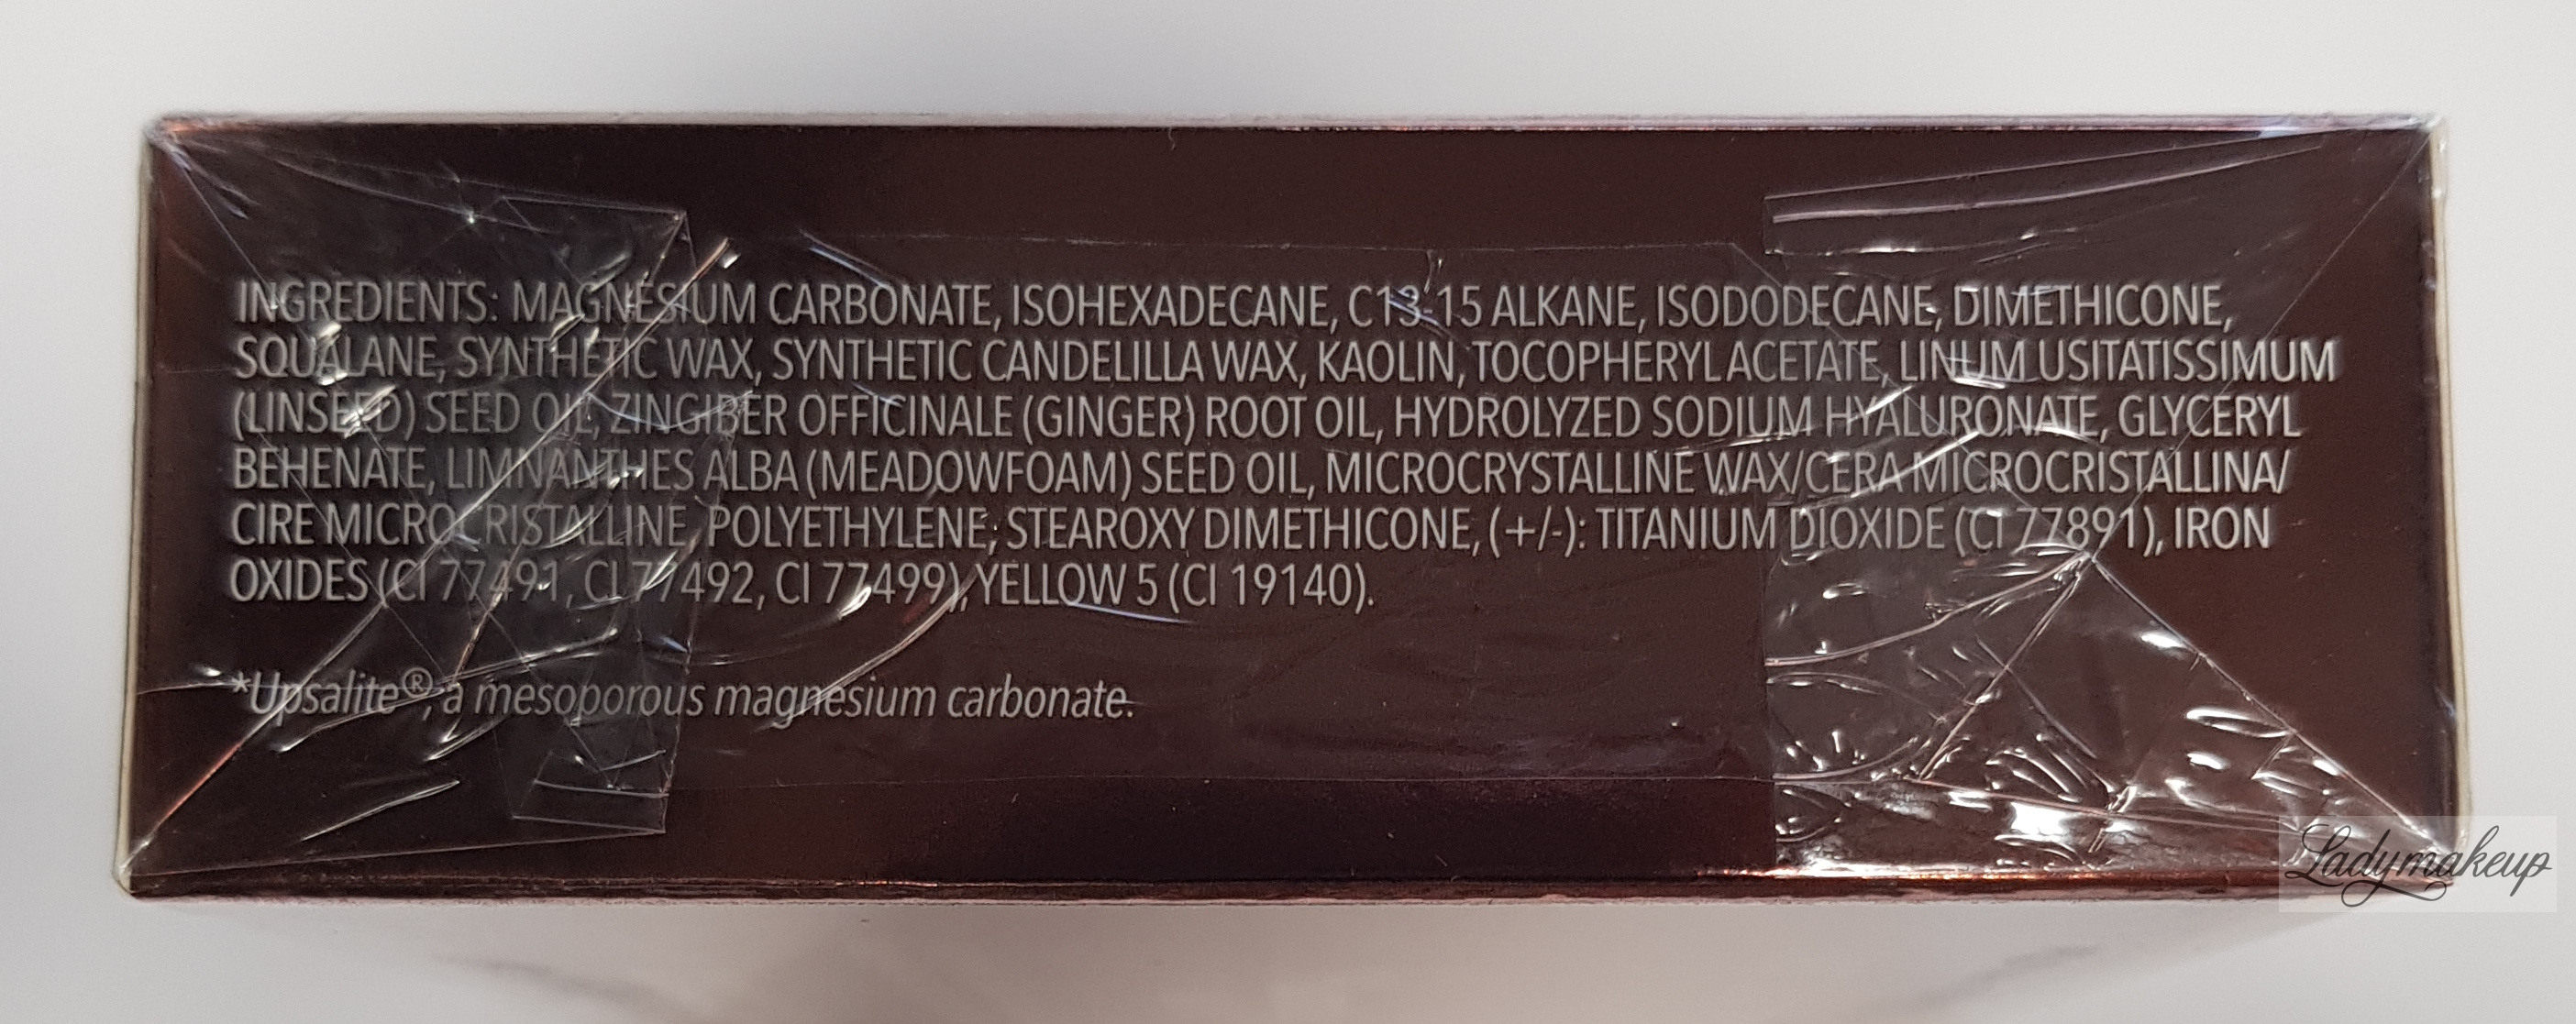 INGREDIENTS: MAGNESIUM CARBONATE, ISOHEXADECANE, C13-15 ALKANE, ISODODECANE, DIMETHICONE,
SQUALANE, SYNTHETIC WAX, SYNTHETIC CANDELILLA WAX, KAOLIN, TOCOPHERYL ACETATE, LINUM USITATISSIMUM
(LINSEED) SEED OIL, ZINGIBER OFFICINALE (GINGER) ROOT OIL, HYDROLYZED SODIUM HYALURONATE, GLYCERYL
BEHENATE, LIMNANTHES ALBA (MEADOWFOAM) SEED OIL, MICROCRYSTALLINE WAX/CERA MICROCRISTALLINA/
CIRE MICROCRISTALLINE, POLYETHYLENE; STEAROXY DIMETHICONE, (+/-): TITANIUM DIOXIDE (CI 77891), IRON
OXIDES (CI 77491, CI 77492, CI 77499), YELLOW 5 (CI 19140).
*Upsalite®, a mesoporous magnesium carbonate.
Ladymakeup